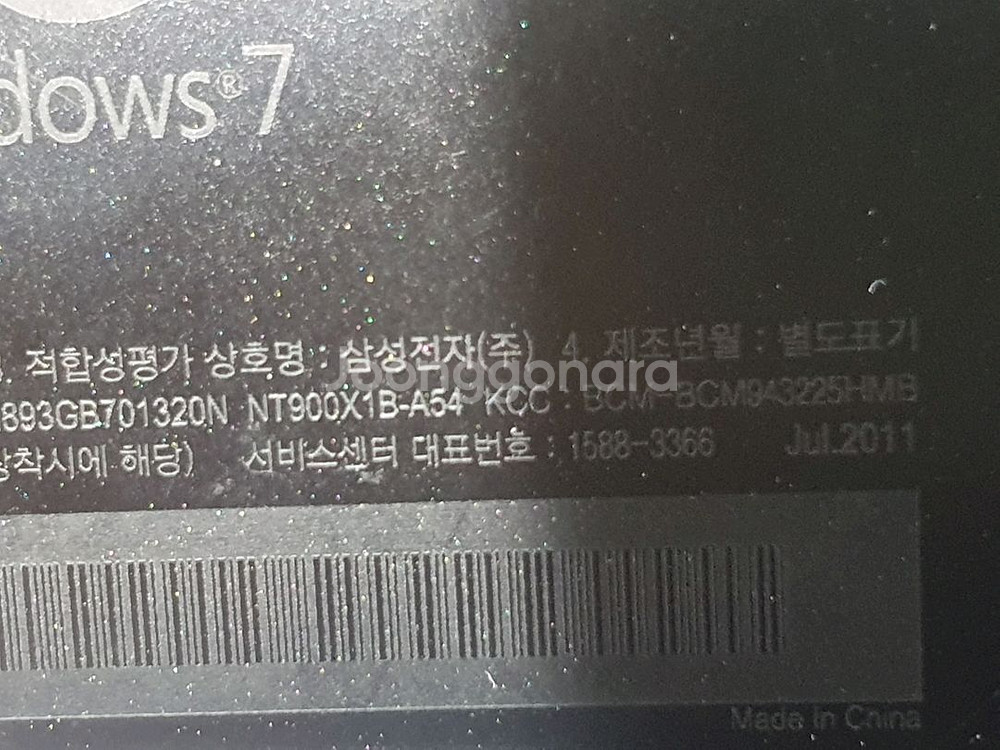 dows® 7
. 적합성평가 상호명 : 삼성전자(주) 4. 제조년월 : 별도표기
Joongdonara
893GB701320N NT900X1B-A54 KCC : BCM-BCM943225HMB
장착시에 해당) 서비스센터 대표번호 : 1588-3366 Jul.2011
Made In China